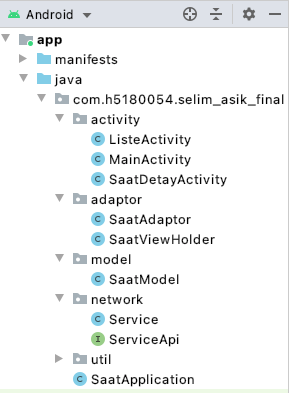 Android
app
manifests
java
com.h5180054.selim_asik_final
activity
C ListeActivity
C MainActivity
C SaatDetayActivity
adaptor
C SaatAdaptor
C SaatViewHolder
model
C SaatModel
network
C Service
I ServiceApi
util
C SaatApplication